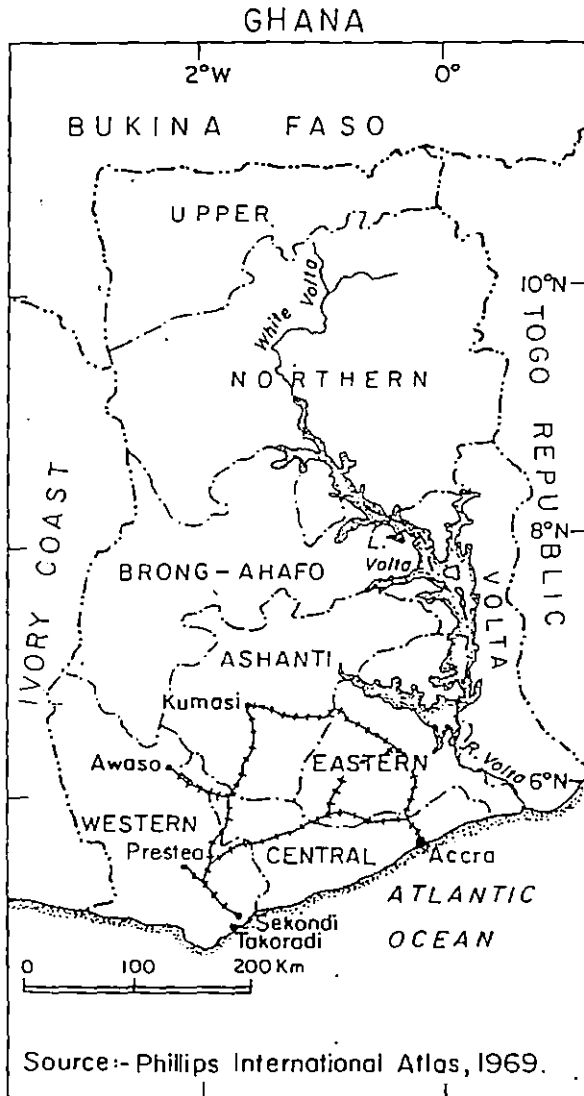 GHANA
2°W 0°
BUKINA FASO
UPPER
White Volta
10°N
NORTHERN
TOGO REPUBLIC
IVORY COAST
8°N
L. Volta
BRONG-AHAFO
VOLTA
ASHANTI
Kumasi
R. Volta
Awaso
EASTERN
6°N
WESTERN
Prestea
CENTRAL
Accra
ATLANTIC
OCEAN
Sekondi
Takoradi
0 100 200 Km
Source:- Phillips International Atlas, 1969.